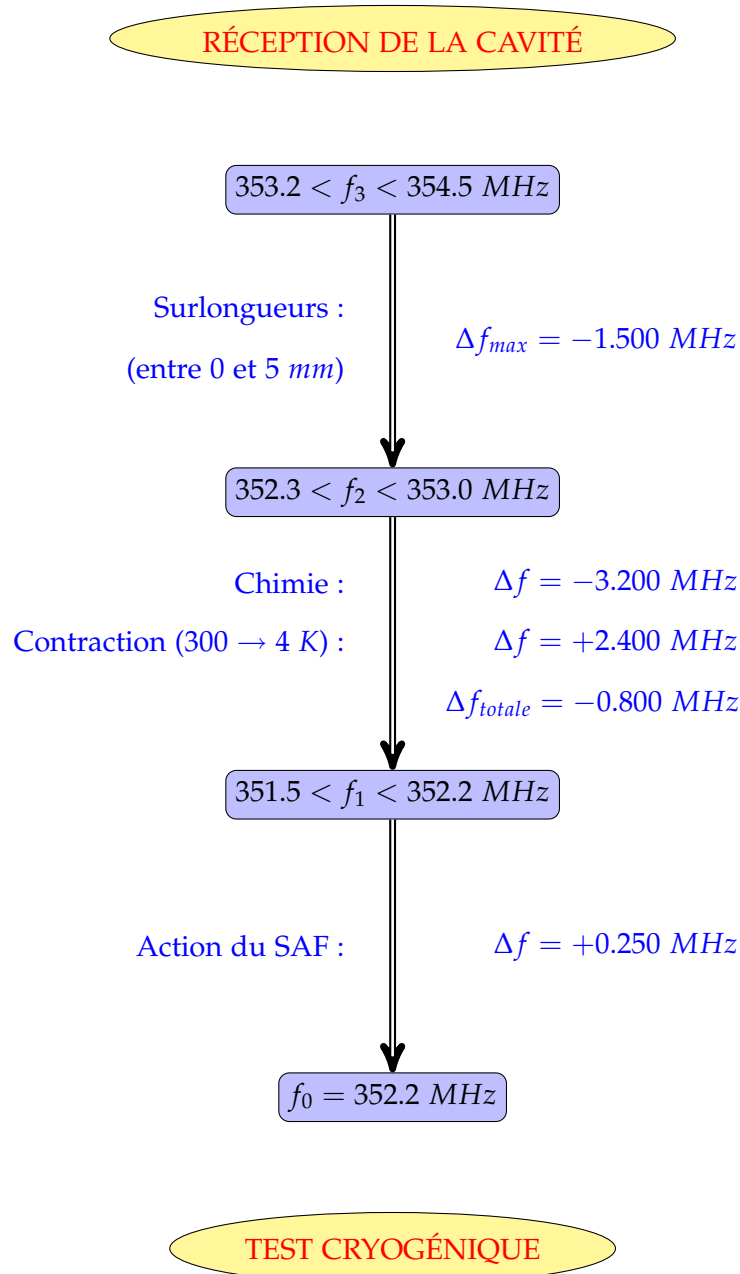 RÉCEPTION DE LA CAVITÉ
353.2 < f₃ < 354.5 MHz
Surlongueurs :
(entre 0 et 5 mm)
Δf_max = −1.500 MHz
352.3 < f₂ < 353.0 MHz
Chimie : Δf = −3.200 MHz
Contraction (300 → 4 K) : Δf = +2.400 MHz
Δf_totale = −0.800 MHz
351.5 < f₁ < 352.2 MHz
Action du SAF : Δf = +0.250 MHz
f₀ = 352.2 MHz
TEST CRYOGÉNIQUE